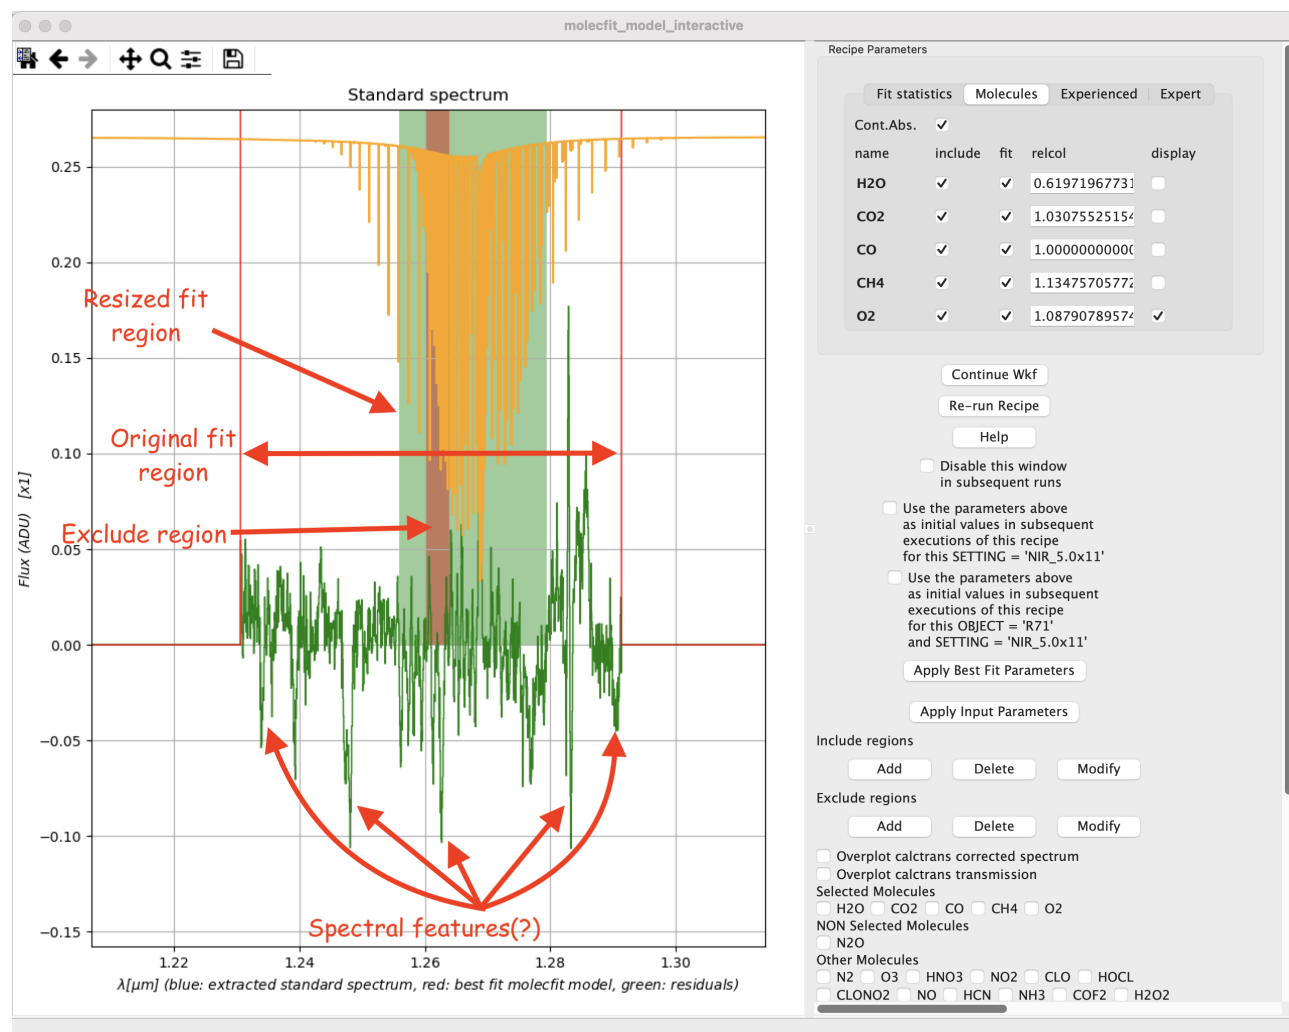 molecfit_model_interactive
Standard spectrum
0.25
0.20
0.15
0.10
0.05
0.00
−0.05
−0.10
−0.15
Flux (ADU) [x1]
Resized fit
region
Original fit
region
Exclude region
Spectral features(?)
1.22 1.24 1.26 1.28 1.30
λ[μm] (blue: extracted standard spectrum, red: best fit molecfit model, green: residuals)
Recipe Parameters
Fit statistics Molecules Experienced Expert
Cont.Abs.
name include fit relcol display
H2O 0.61971967731
CO2 1.03075525154
CO 1.00000000000
CH4 1.13475705772
O2 1.08790789574
Continue Wkf
Re-run Recipe
Help
Disable this window
in subsequent runs
Use the parameters above
as initial values in subsequent
executions of this recipe
for this SETTING = 'NIR_5.0x11'
Use the parameters above
as initial values in subsequent
executions of this recipe
for this OBJECT = 'R71'
and SETTING = 'NIR_5.0x11'
Apply Best Fit Parameters
Apply Input Parameters
Include regions
Add Delete Modify
Exclude regions
Add Delete Modify
Overplot calctrans corrected spectrum
Overplot calctrans transmission
Selected Molecules
H2O CO2 CO CH4 O2
NON Selected Molecules
N2O
Other Molecules
N2 O3 HNO3 NO2 CLO HOCL
CLONO2 NO HCN NH3 COF2 H2O2